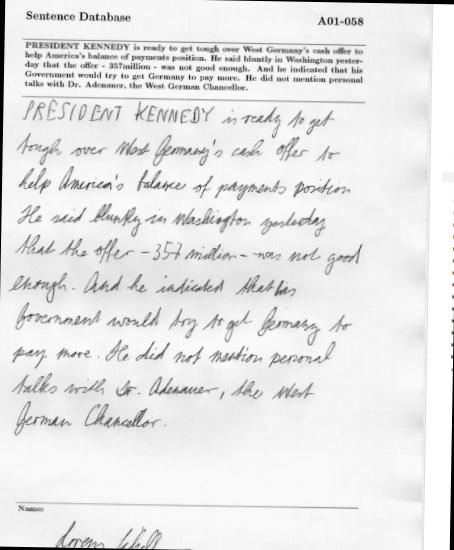 Sentence Database A01-058
PRESIDENT KENNEDY is ready to get tough over West Germany's cash offer to
help America's balance of payments position. He said bluntly in Washington yester-
day that the offer - 357million - was not good enough. And he indicated that his
Government would try to get Germany to pay more. He did not mention personal
talks with Dr. Adenauer, the West German Chancellor.
PRESIDENT KENNEDY is ready to get
tough over West Germany's cash offer to
help America's balance of payments position
He said bluntly in Washington yesterday
that the offer - 357 million - was not good
enough. And he indicated that his
Government would try to get Germany to
pay more. He did not mention personal
talks with Dr. Adenauer, the West
German Chancellor.
Name: